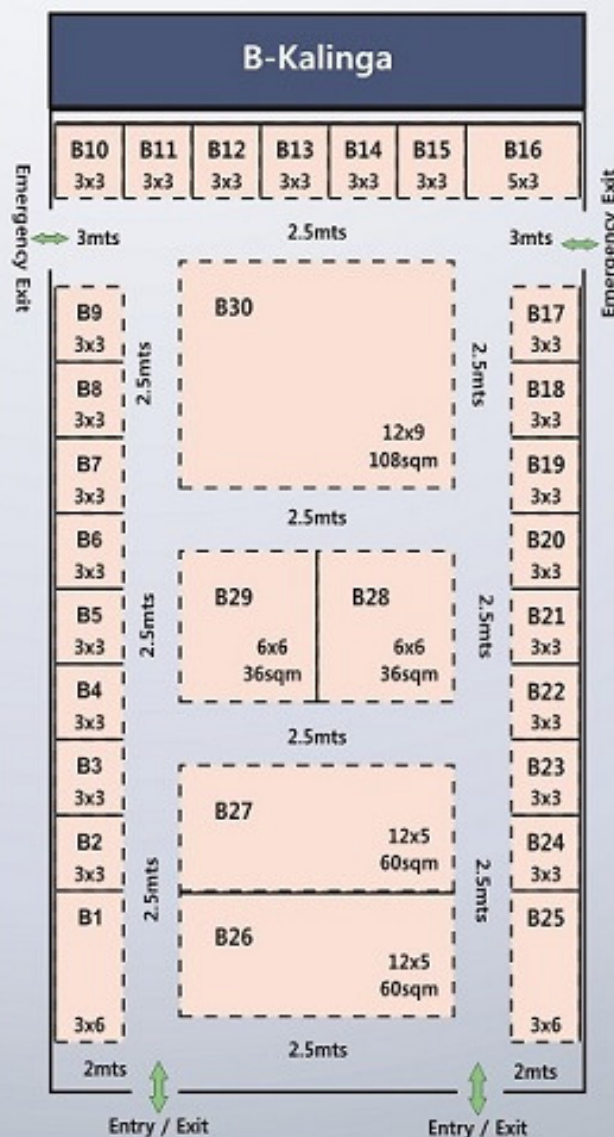 B-Kalinga
B10 B11 B12 B13 B14 B15 B16
3x3 3x3 3x3 3x3 3x3 3x3 5x3
Emergency Exit
3mts
2.5mts
3mts
Emergency Exit
B9
3x3
B8
3x3
B7
3x3
B6
3x3
B5
3x3
B4
3x3
B3
3x3
B2
3x3
B1
3x6
2mts
2.5mts
2.5mts
2.5mts
B30
12x9
108sqm
2.5mts
B29
6x6
36sqm
B28
6x6
36sqm
2.5mts
B27
12x5
60sqm
B26
12x5
60sqm
2.5mts
2.5mts
2.5mts
2.5mts
B17
3x3
B18
3x3
B19
3x3
B20
3x3
B21
3x3
B22
3x3
B23
3x3
B24
3x3
B25
3x6
2mts
Entry / Exit
Entry / Exit